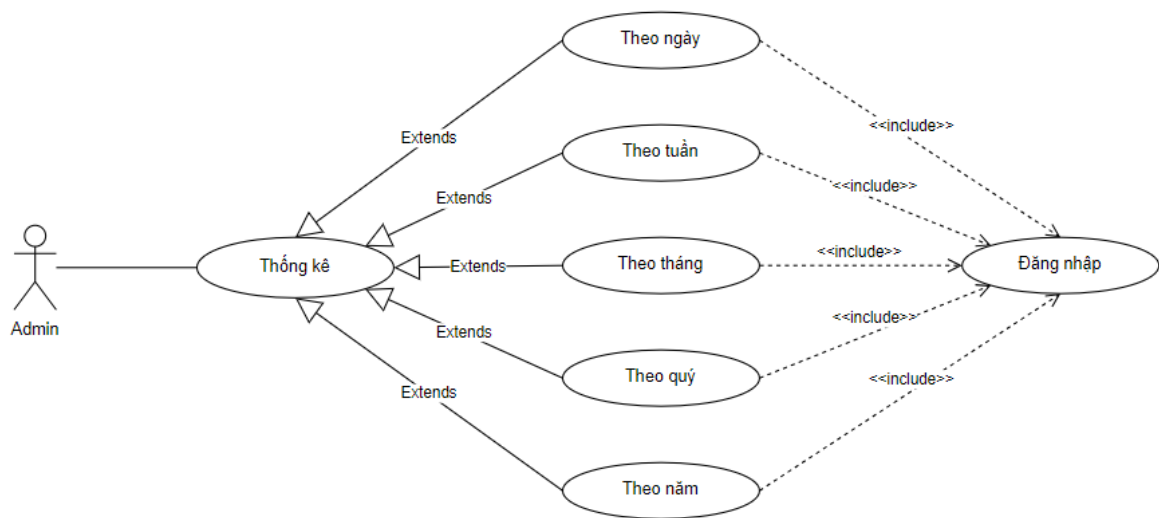 Theo ngày
<<include>>
Extends
Theo tuần
<<include>>
Extends
Admin
Thống kê
Extends
Theo tháng
<<include>>
Đăng nhập
Extends
Theo quý
<<include>>
Extends
<<include>>
Theo năm